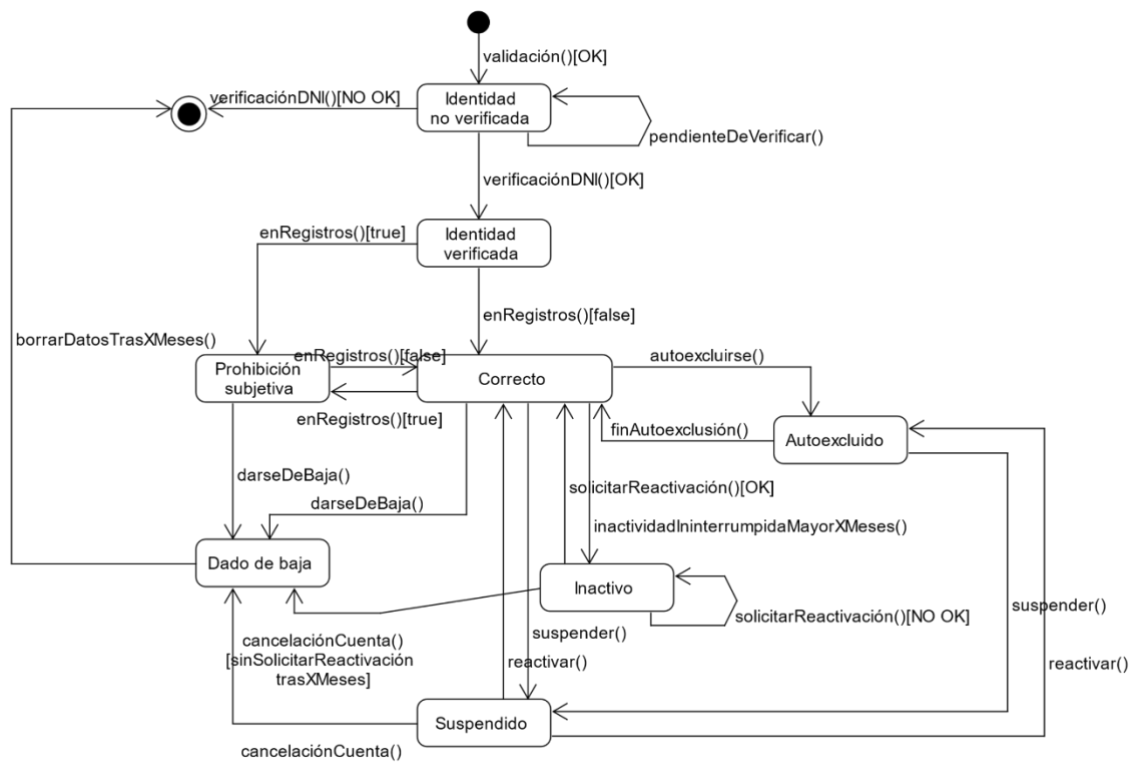 validación()[OK]
verificaciónDNI()[NO OK]
Identidad
no verificada
pendienteDeVerificar()
verificaciónDNI()[OK]
Identidad
verificada
enRegistros()[true]
enRegistros()[false]
borrarDatosTrasXMeses()
enRegistros()[false]
autoexcluirse()
Prohibición
subjetiva
Correcto
enRegistros()[true]
finAutoexclusión()
Autoexcluido
darseDeBaja()
solicitarReactivación()[OK]
darseDeBaja()
inactividadIninterrumpidaMayorXMeses()
Dado de baja
Inactivo
suspender()
solicitarReactivación()[NO OK]
suspender()
cancelaciónCuenta()
[sinSolicitarReactivación
trasXMeses]
reactivar()
reactivar()
Suspendido
cancelaciónCuenta()